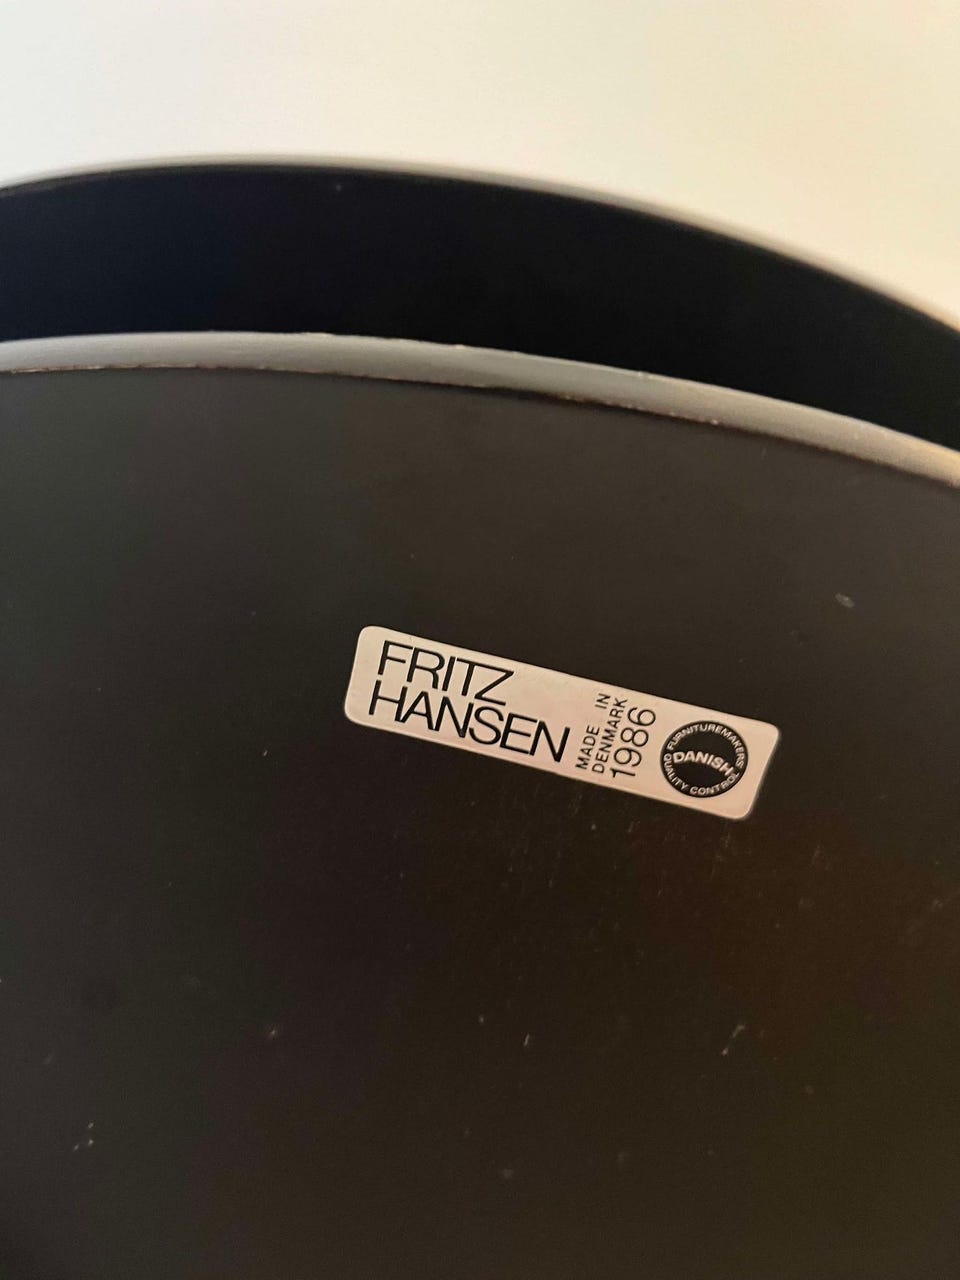 FRITZ
HANSEN
MADE IN
DENMARK
1986
FURNITUREMAKERS'
DANISH
QUALITY CONTROL